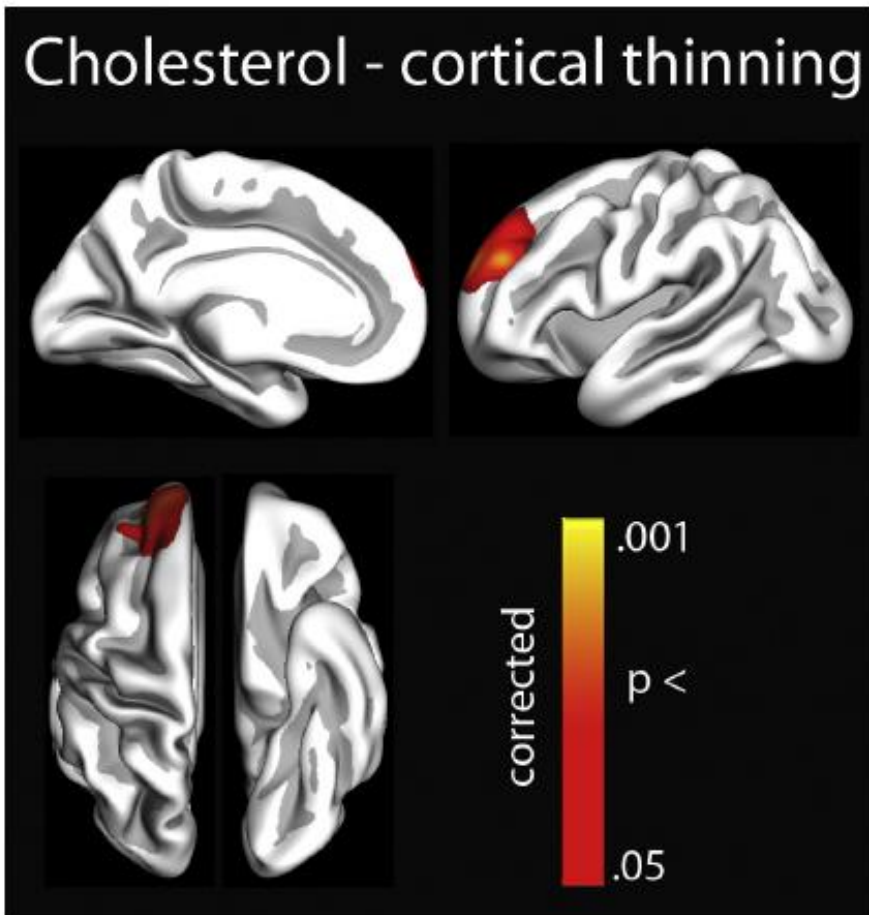 Cholesterol - cortical thinning
.001
corrected
p <
.05